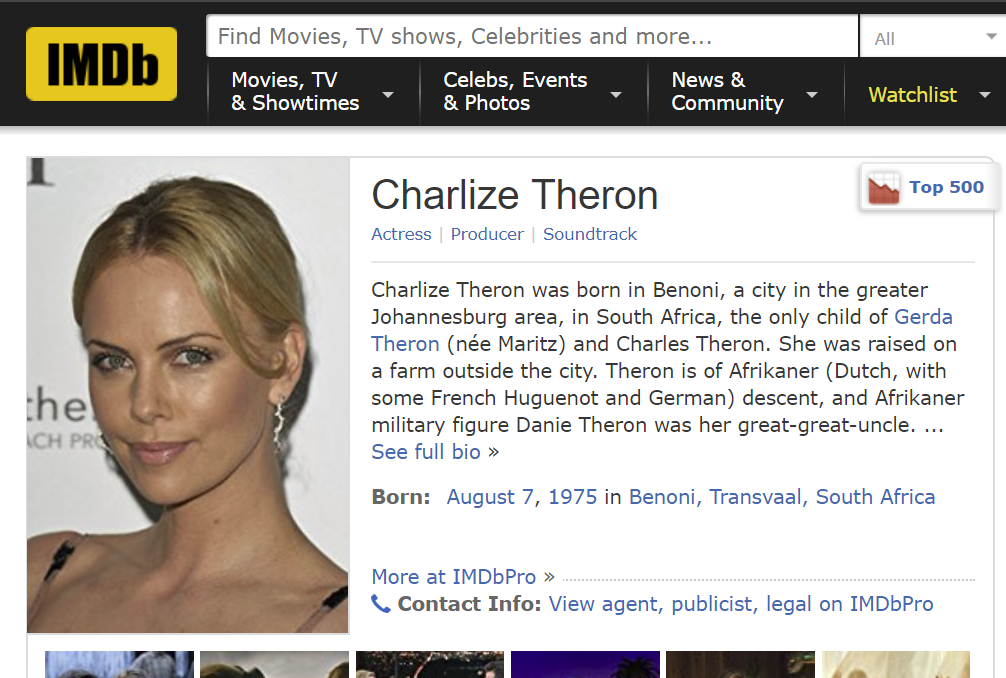 IMDb
Find Movies, TV shows, Celebrities and more...
All
Movies, TV
& Showtimes
Celebs, Events
& Photos
News &
Community
Watchlist
Charlize Theron
Top 500
Actress | Producer | Soundtrack
Charlize Theron was born in Benoni, a city in the greater
Johannesburg area, in South Africa, the only child of Gerda
Theron (née Maritz) and Charles Theron. She was raised on
a farm outside the city. Theron is of Afrikaner (Dutch, with
some French Huguenot and German) descent, and Afrikaner
military figure Danie Theron was her great-great-uncle. ...
See full bio »
Born: August 7, 1975 in Benoni, Transvaal, South Africa
More at IMDbPro »
Contact Info: View agent, publicist, legal on IMDbPro